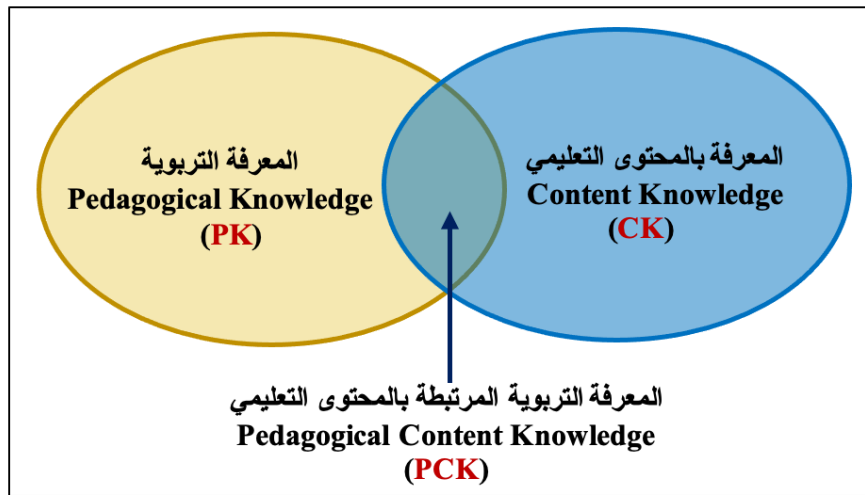 المعرفة التربوية
Pedagogical Knowledge
(PK)
المعرفة بالمحتوى التعليمي
Content Knowledge
(CK)
المعرفة التربوية المرتبطة بالمحتوى التعليمي
Pedagogical Content Knowledge
(PCK)